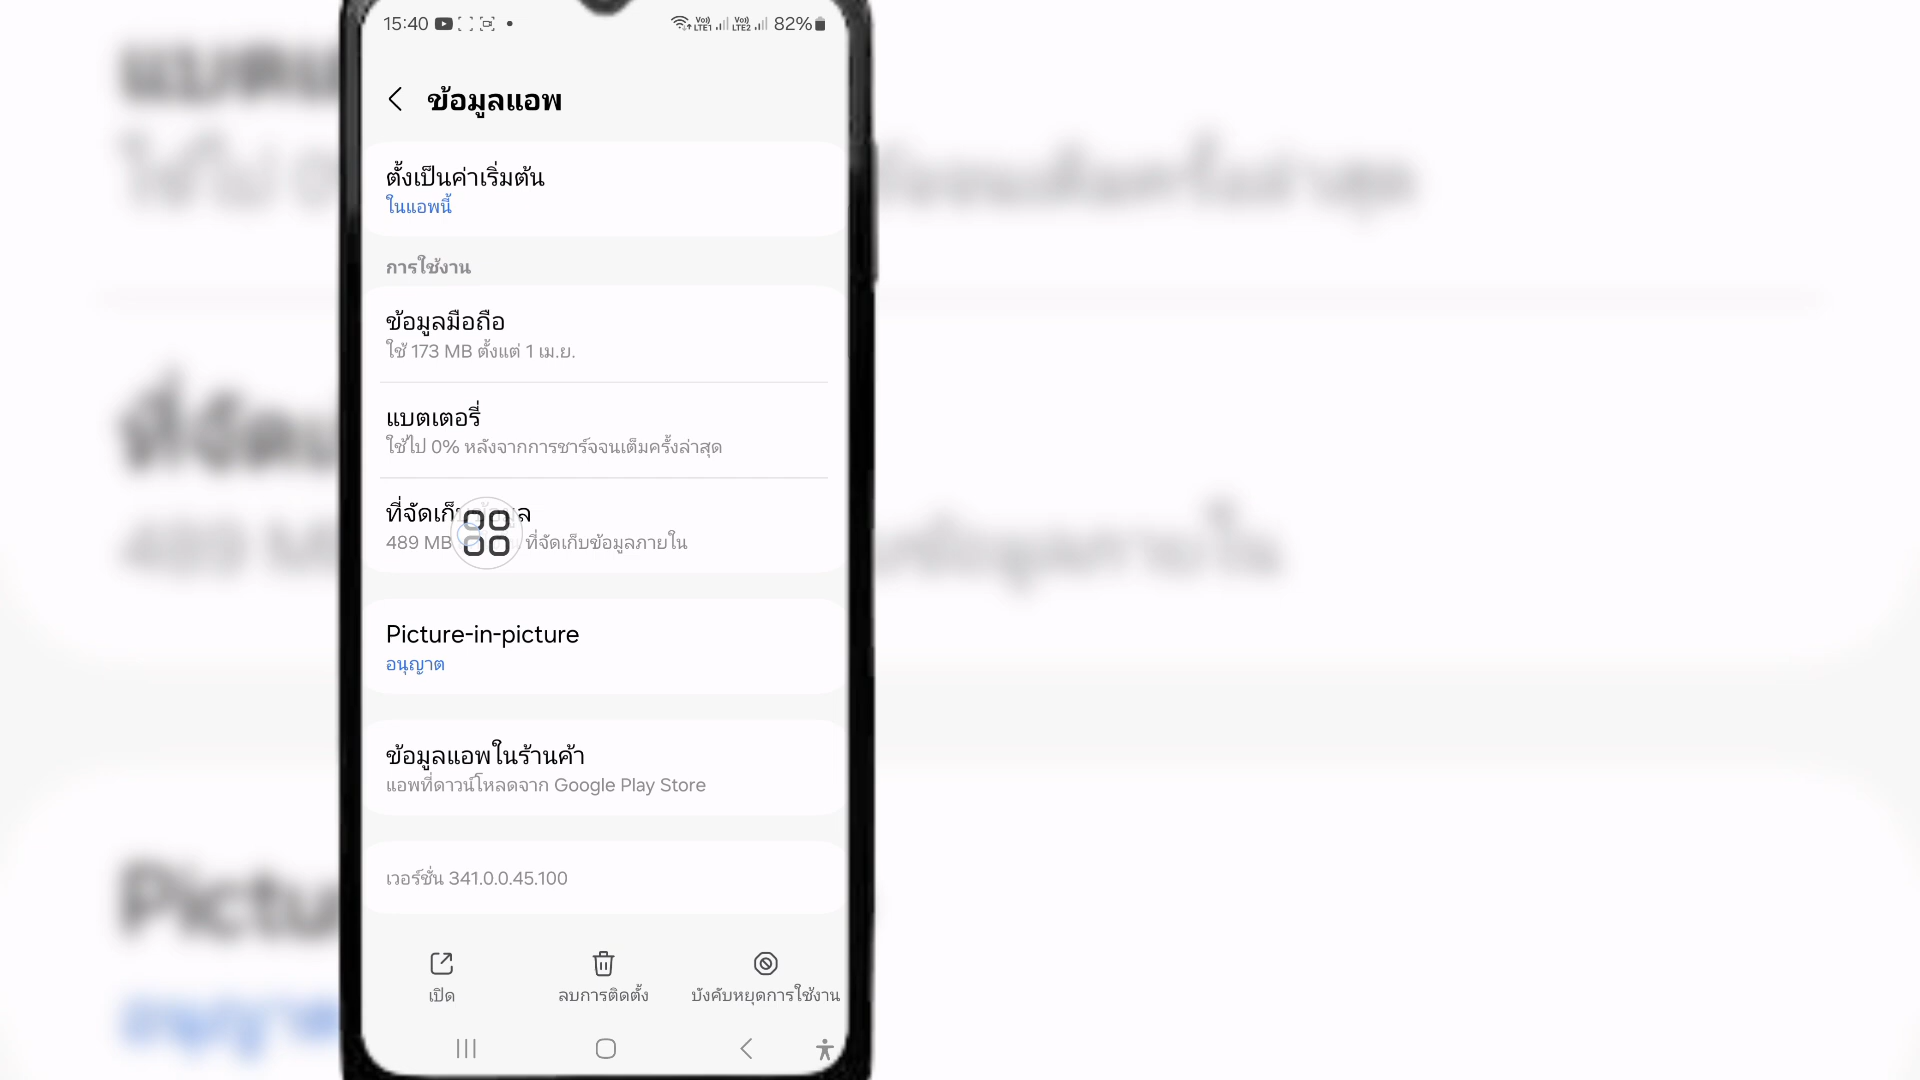 15:40
82%
ข้อมูลแอพ
ตั้งเป็นค่าเริ่มต้น
ในแอพนี้
การใช้งาน
ข้อมูลมือถือ
ใช้ 173 MB ตั้งแต่ 1 เม.ย.
แบตเตอรี่
ใช้ไป 0% หลังจากการชาร์จจนเต็มครั้งล่าสุด
ที่จัดเก็บข้อมูล
489 MB ที่จัดเก็บข้อมูลภายใน
Picture-in-picture
อนุญาต
ข้อมูลแอพในร้านค้า
แอพที่ดาวน์โหลดจาก Google Play Store
เวอร์ชั่น 341.0.0.45.100
เปิด
ลบการติดตั้ง
บังคับหยุดการใช้งาน